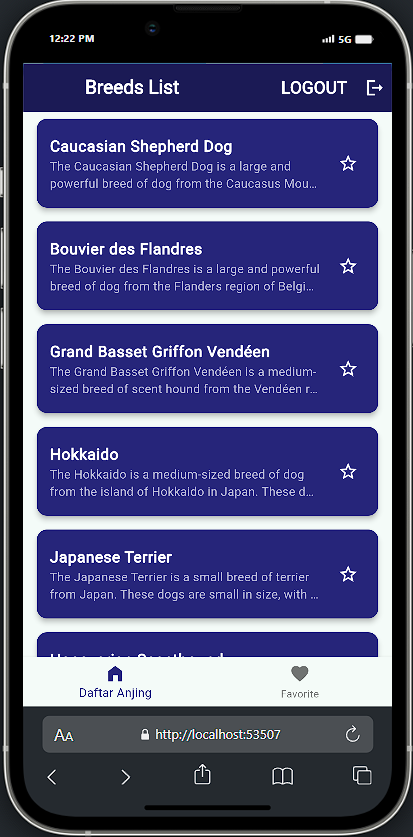 12:22 PM
5G
Breeds List
LOGOUT
Caucasian Shepherd Dog
The Caucasian Shepherd Dog is a large and
powerful breed of dog from the Caucasus Mou...
Bouvier des Flandres
The Bouvier des Flandres is a large and powerful
breed of dog from the Flanders region of Belgi...
Grand Basset Griffon Vendéen
The Grand Basset Griffon Vendéen is a medium-
sized breed of scent hound from the Vendéen r...
Hokkaido
The Hokkaido is a medium-sized breed of dog
from the island of Hokkaido in Japan. These d...
Japanese Terrier
The Japanese Terrier is a small breed of terrier
from Japan. These dogs are small in size, with ...
Daftar Anjing
Favorite
AA
http://localhost:53507